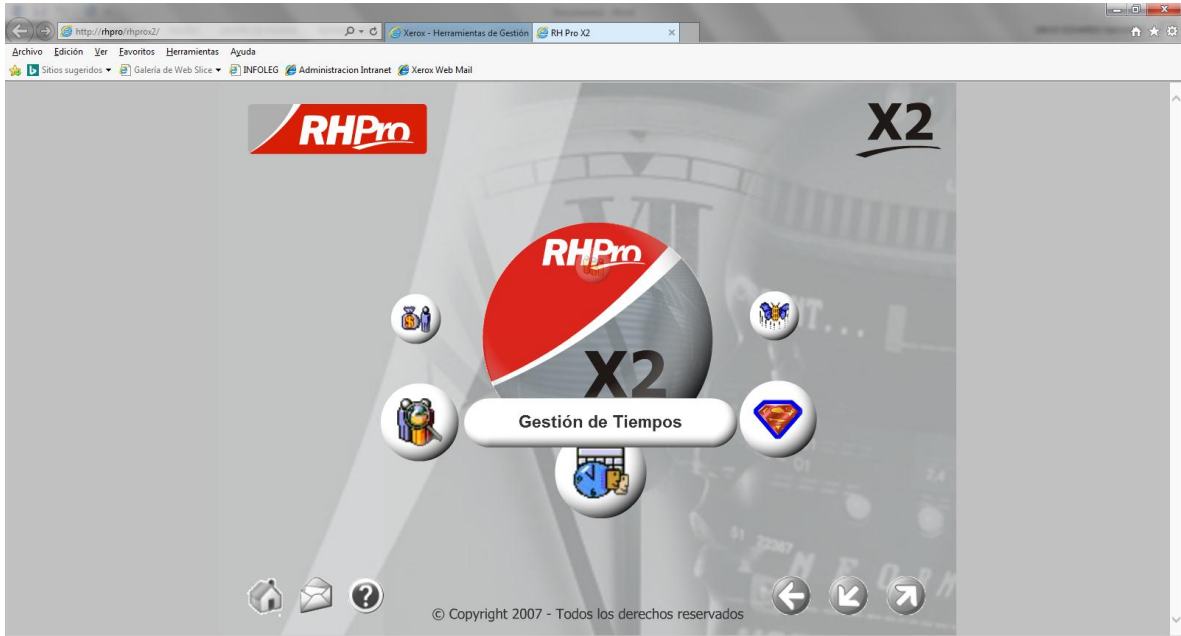 http://rhpro/rhprox2/
Xerox - Herramientas de Gestión
RH Pro X2
Archivo Edición Ver Favoritos Herramientas Ayuda
Sitios sugeridos
Galería de Web Slice
INFOLEG
Administracion Intranet
Xerox Web Mail
RHPro
X2
RHPro
X2
Gestión de Tiempos
© Copyright 2007 - Todos los derechos reservados